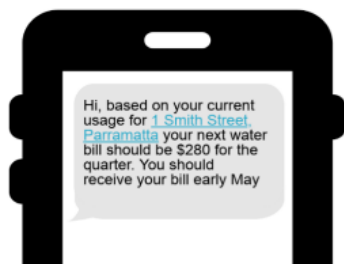 Hi, based on your current
usage for 1 Smith Street,
Parramatta your next water
bill should be $280 for the
quarter. You should
receive your bill early May